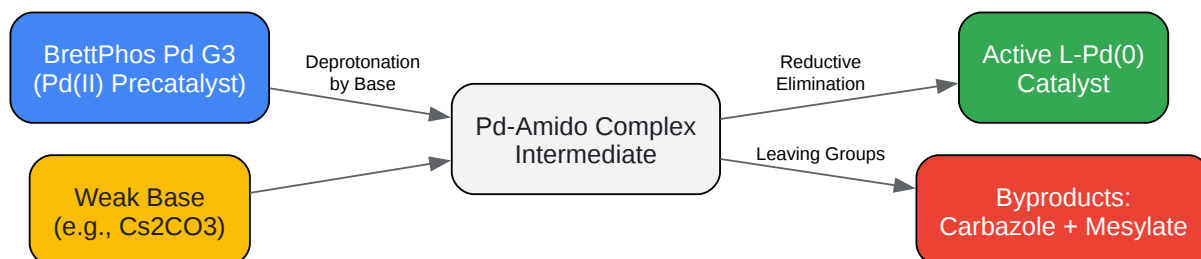 BrettPhos Pd G3
(Pd(II) Precatalyst)
Deprotonation
by Base
Weak Base
(e.g., Cs2CO3)
Pd-Amido Complex
Intermediate
Reductive
Elimination
Leaving Groups
Active L-Pd(0)
Catalyst
Byproducts:
Carbazole + Mesylate